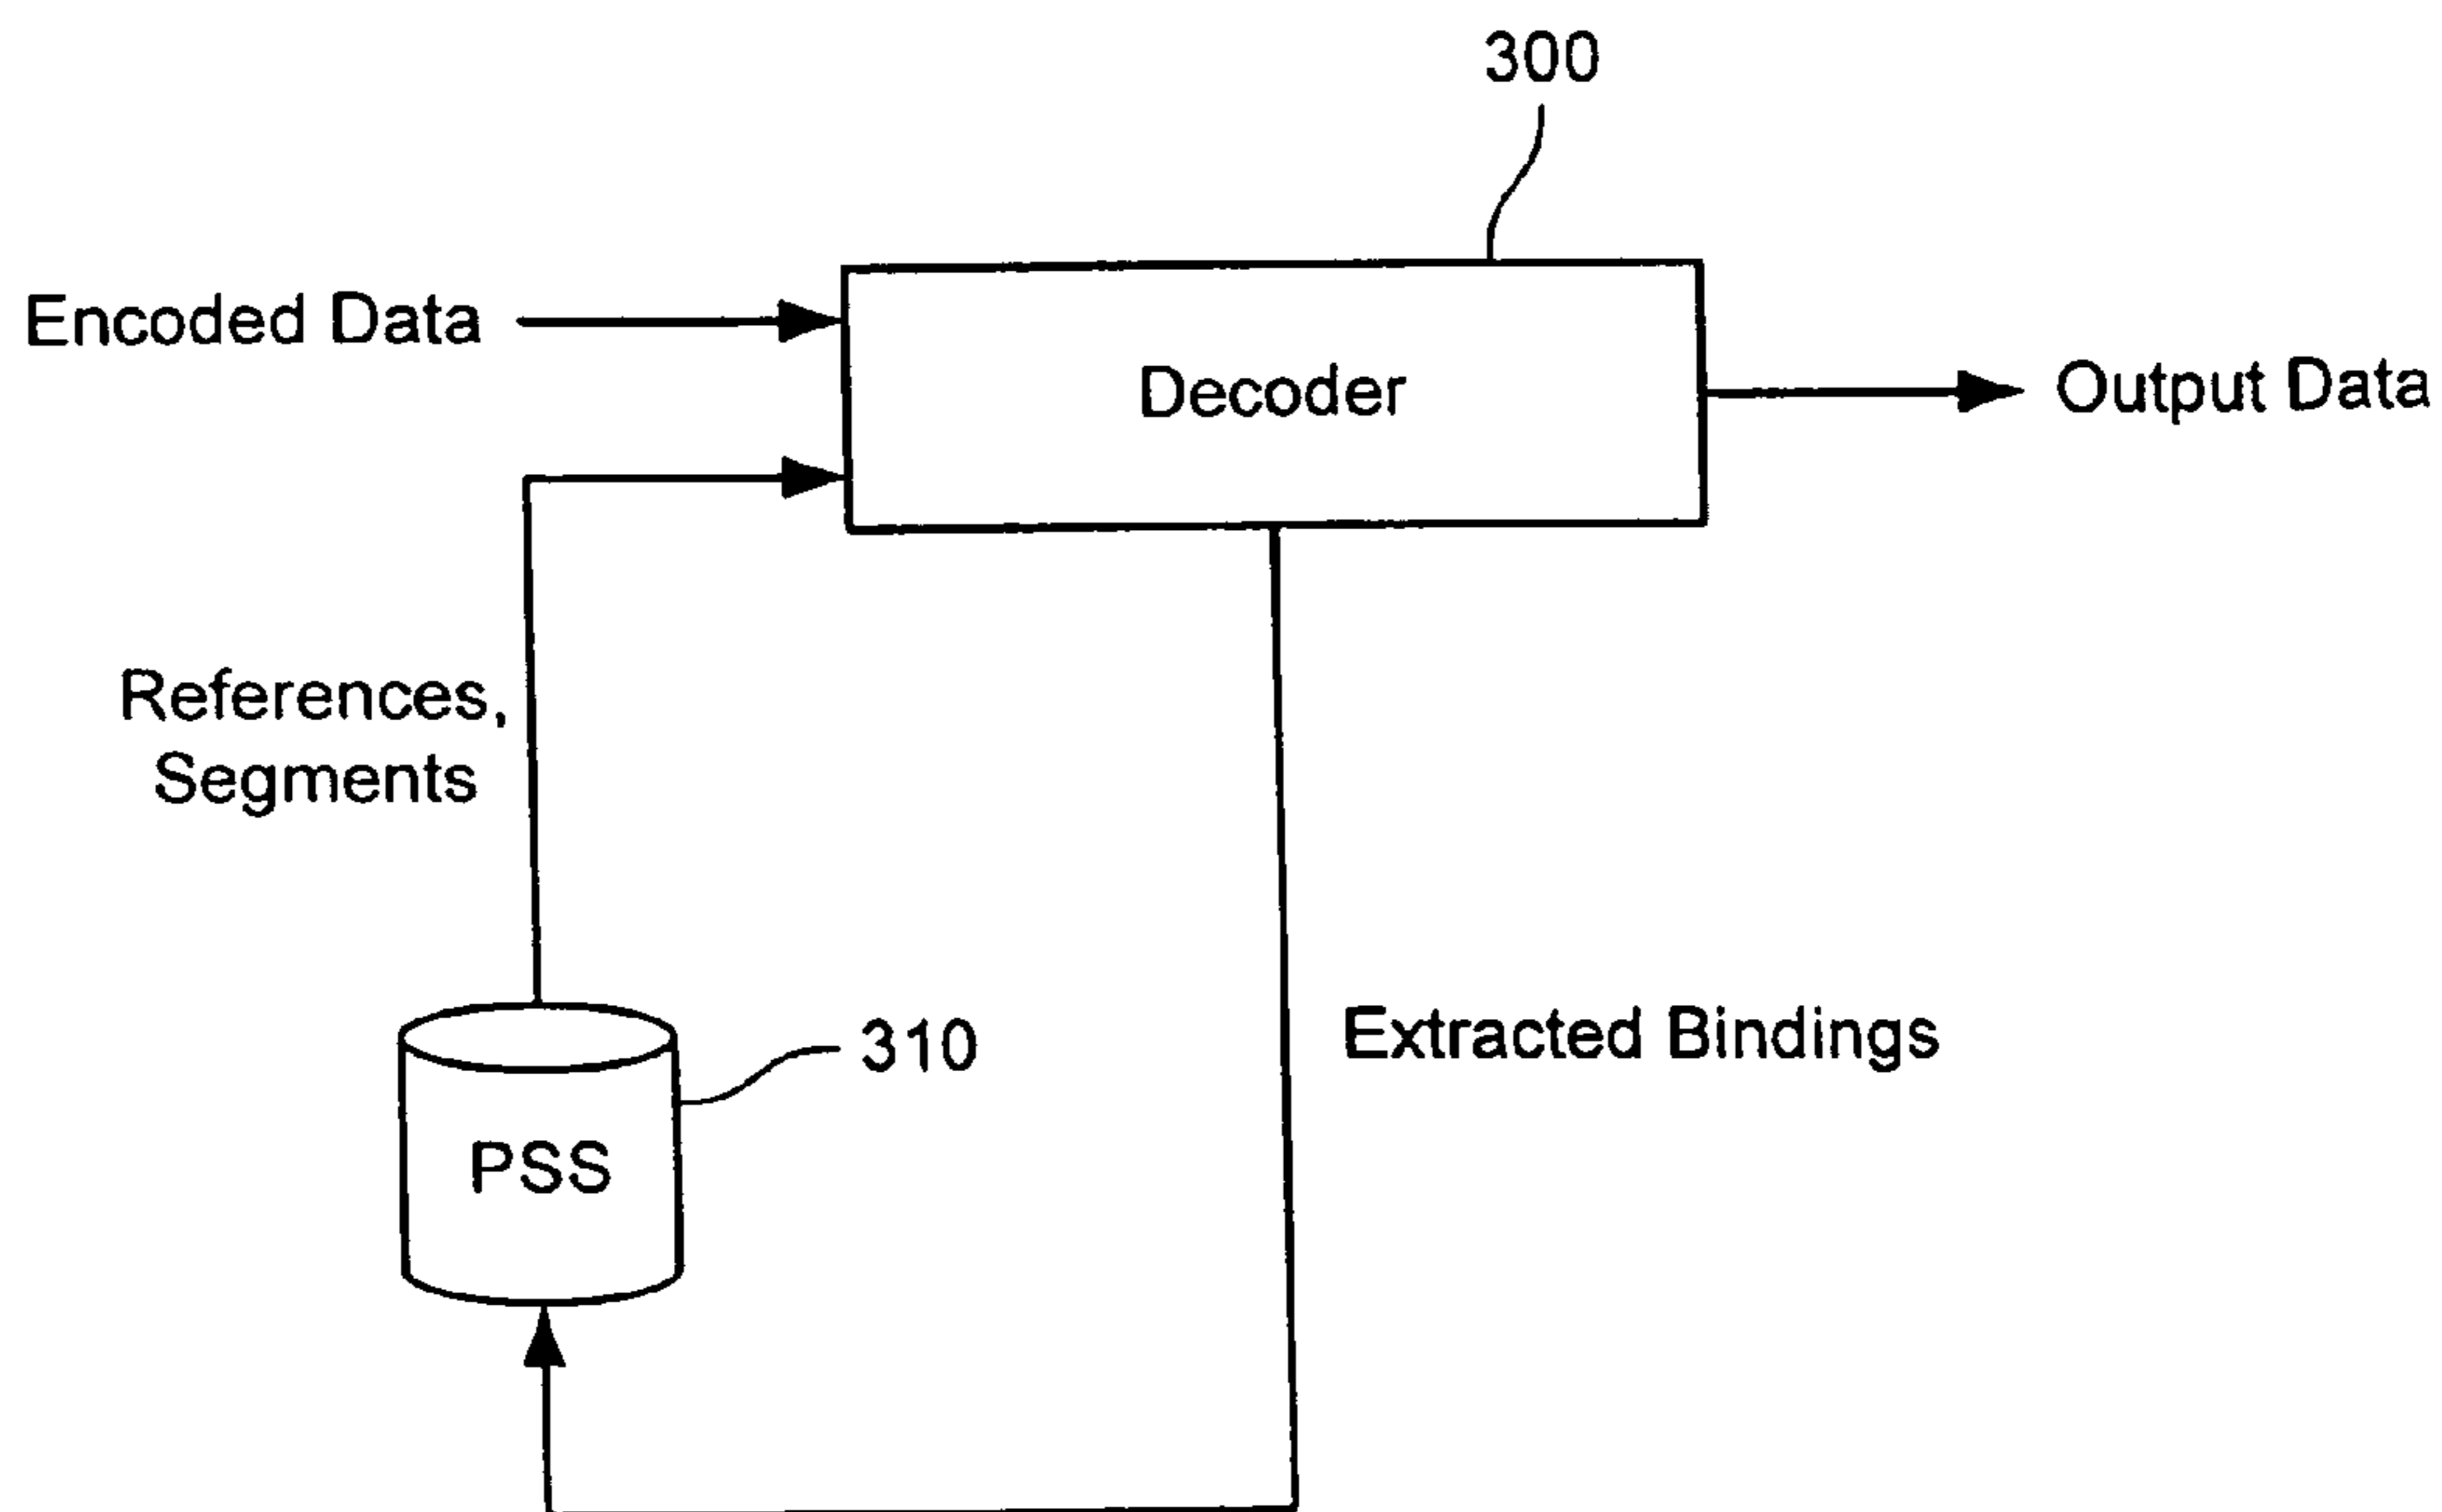 300
Encoded Data
Decoder
Output Data
References,
Segments
310
Extracted Bindings
PSS